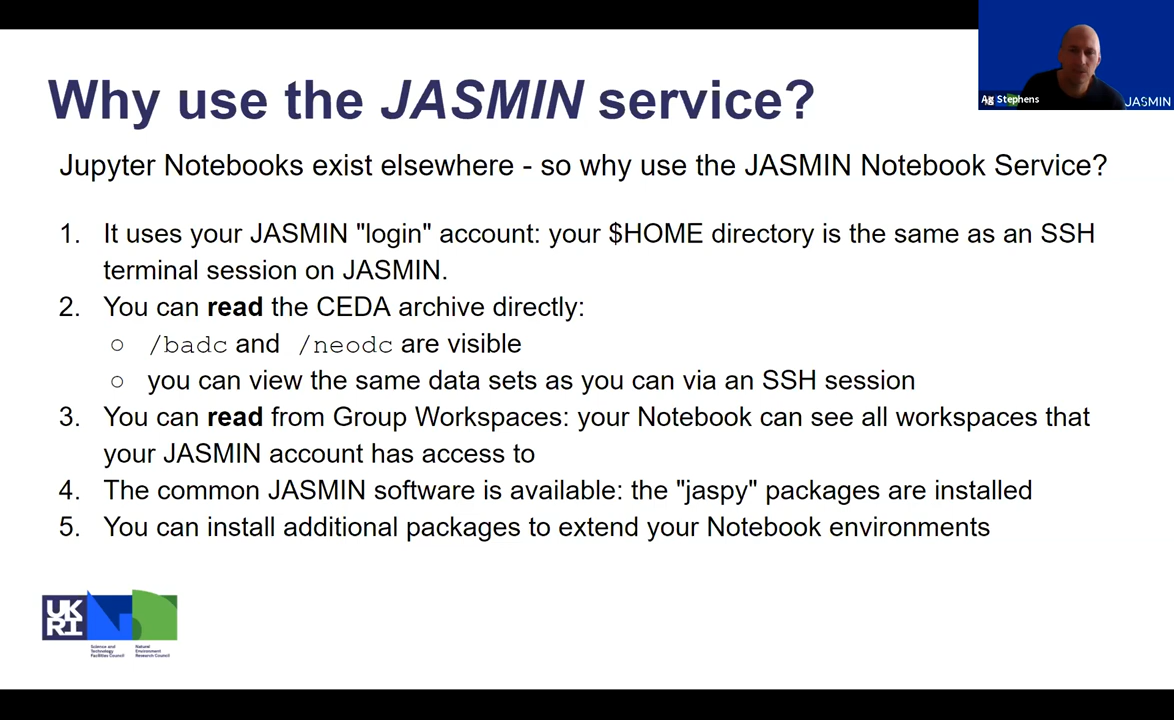 Why use the JASMIN service?
Ag Stephens
JASMIN
Jupyter Notebooks exist elsewhere - so why use the JASMIN Notebook Service?
1. It uses your JASMIN "login" account: your $HOME directory is the same as an SSH
terminal session on JASMIN.
2. You can read the CEDA archive directly:
○ /badc and /neodc are visible
○ you can view the same data sets as you can via an SSH session
3. You can read from Group Workspaces: your Notebook can see all workspaces that
your JASMIN account has access to
4. The common JASMIN software is available: the "jaspy" packages are installed
5. You can install additional packages to extend your Notebook environments
UK
RI
Science and
Technology
Facilities Council
Natural
Environment
Research Council